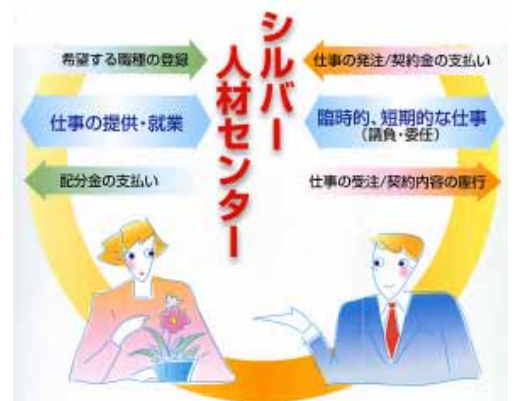 シルバー
人材センター
希望する職種の登録
仕事の提供・就業
配分金の支払い
仕事の発注/契約金の支払い
臨時的、短期的な仕事
(請負・委任)
仕事の受注/契約内容の履行